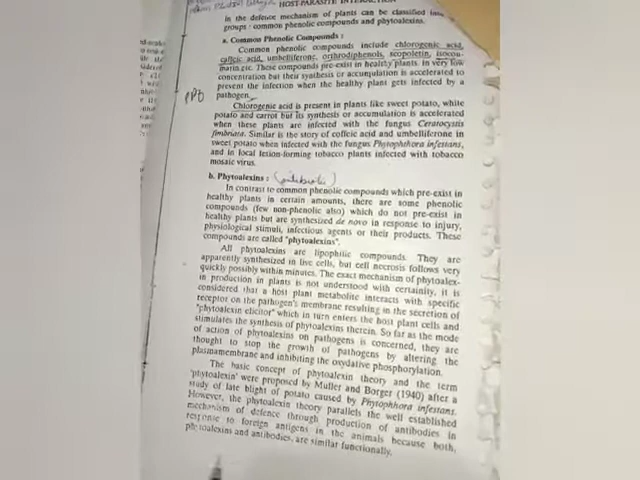 HOST-PARASITE INTERACTION
in the defence mechanism of plants can be classified
groups - common phenolic compounds and phytoalexins.
a. Common Phenolic Compounds :
Common phenolic compounds include chlorogenic acid,
caffeic acid, umbelliferone, orthrodiphenols, scopoletin, isocou-
marin etc. These compounds pre-exist in healthy plants. In very low
concentration but their synthesis or accumulation is accelerated to
prevent the infection when the healthy plant gets infected by a
pathogen.
PPO
Chlorogenic acid is present in plants like sweet potato, white
potato and carrot but its synthesis or accumulation is accelerated
when these plants are infected with the fungus Ceratocystis
fimbriata. Similar is the story of coffeic acid and umbelliferone in
sweet potato when infected with the fungus Phytophthora infestans,
and in local lesion-forming tobacco plants infected with tobacco
mosaic virus.
b. Phytoalexins :
In contrast to common phenolic compounds which pre-exist in
healthy plants in certain amounts, there are some phenolic
compounds (few non-phenolic also) which do not pre-exist in
healthy plants but are synthesized de novo in response to injury,
physiological stimuli, infectious agents or their products. These
compounds are called "phytoalexins".
All phytoalexins are lipophilic compounds. They are
apparently synthesized in live cells, but cell necrosis follows very
quickly possibly within minutes. The exact mechanism of phytoalex-
in production in plants is not understood with certainity, it is
considered that a host plant metabolite interacts with specific
receptor on the pathogen's membrane resulting in the secretion of
"phytoalexin elicitor" which in turn enters the host plant cells and
stimulates the synthesis of phytoalexins therein. So far as the mode
of action of phytoalexins on pathogens is concerned, they are
thought to stop the growth of pathogens by altering the
plasmamembrane and inhibiting the oxydative phosphorylation.
The basic concept of phytoalexin theory and the term
'phytoalexin' were proposed by Muller and Borger (1940) after a
study of late blight of potato caused by Phytophthora infestans.
However, the phytoalexin theory parallels the well established
mechanism of defence through production of antibodies in
response to foreign antigens in the animals because both,
phytoalexins and antibodies, are similar functionally.